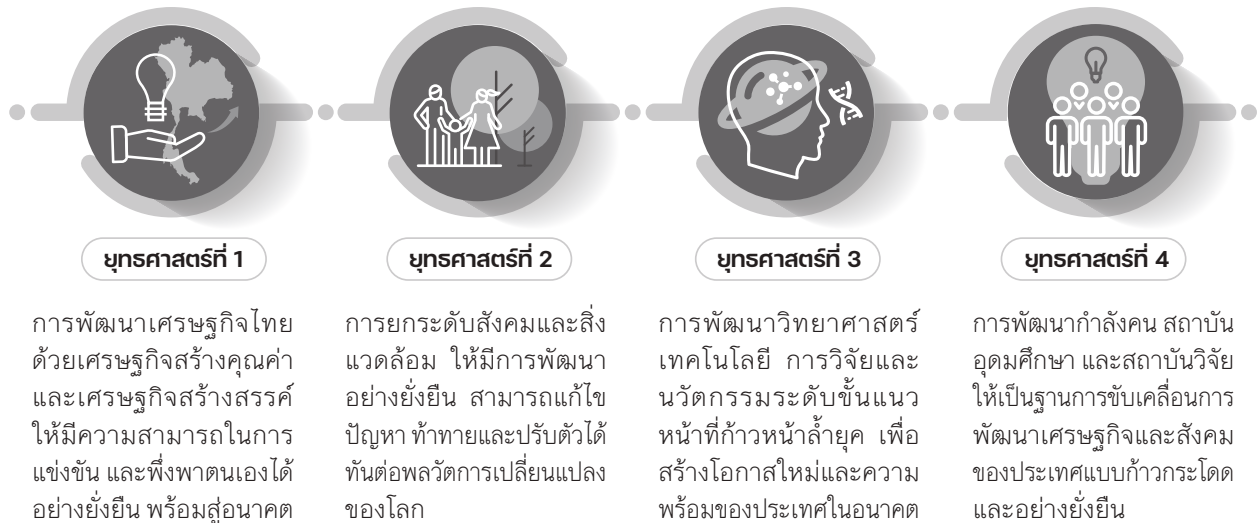 ยุทธศาสตร์ที่ 1
การพัฒนาเศรษฐกิจไทย
ด้วยเศรษฐกิจสร้างคุณค่า
และเศรษฐกิจสร้างสรรค์
ให้มีความสามารถในการ
แข่งขัน และพึ่งพาตนเองได้
อย่างยั่งยืน พร้อมสู่อนาคต
ยุทธศาสตร์ที่ 2
การยกระดับสังคมและสิ่ง
แวดล้อม ให้มีการพัฒนา
อย่างยั่งยืน สามารถแก้ไข
ปัญหา ท้าทายและปรับตัวได้
ทันต่อพลวัตการเปลี่ยนแปลง
ของโลก
ยุทธศาสตร์ที่ 3
การพัฒนาวิทยาศาสตร์
เทคโนโลยี การวิจัยและ
นวัตกรรมระดับขั้นแนว
หน้าที่ก้าวหน้าล้ำยุค เพื่อ
สร้างโอกาสใหม่และความ
พร้อมของประเทศในอนาคต
ยุทธศาสตร์ที่ 4
การพัฒนากำลังคน สถาบัน
อุดมศึกษา และสถาบันวิจัย
ให้เป็นฐานการขับเคลื่อนการ
พัฒนาเศรษฐกิจและสังคม
ของประเทศแบบก้าวกระโดด
และอย่างยั่งยืน